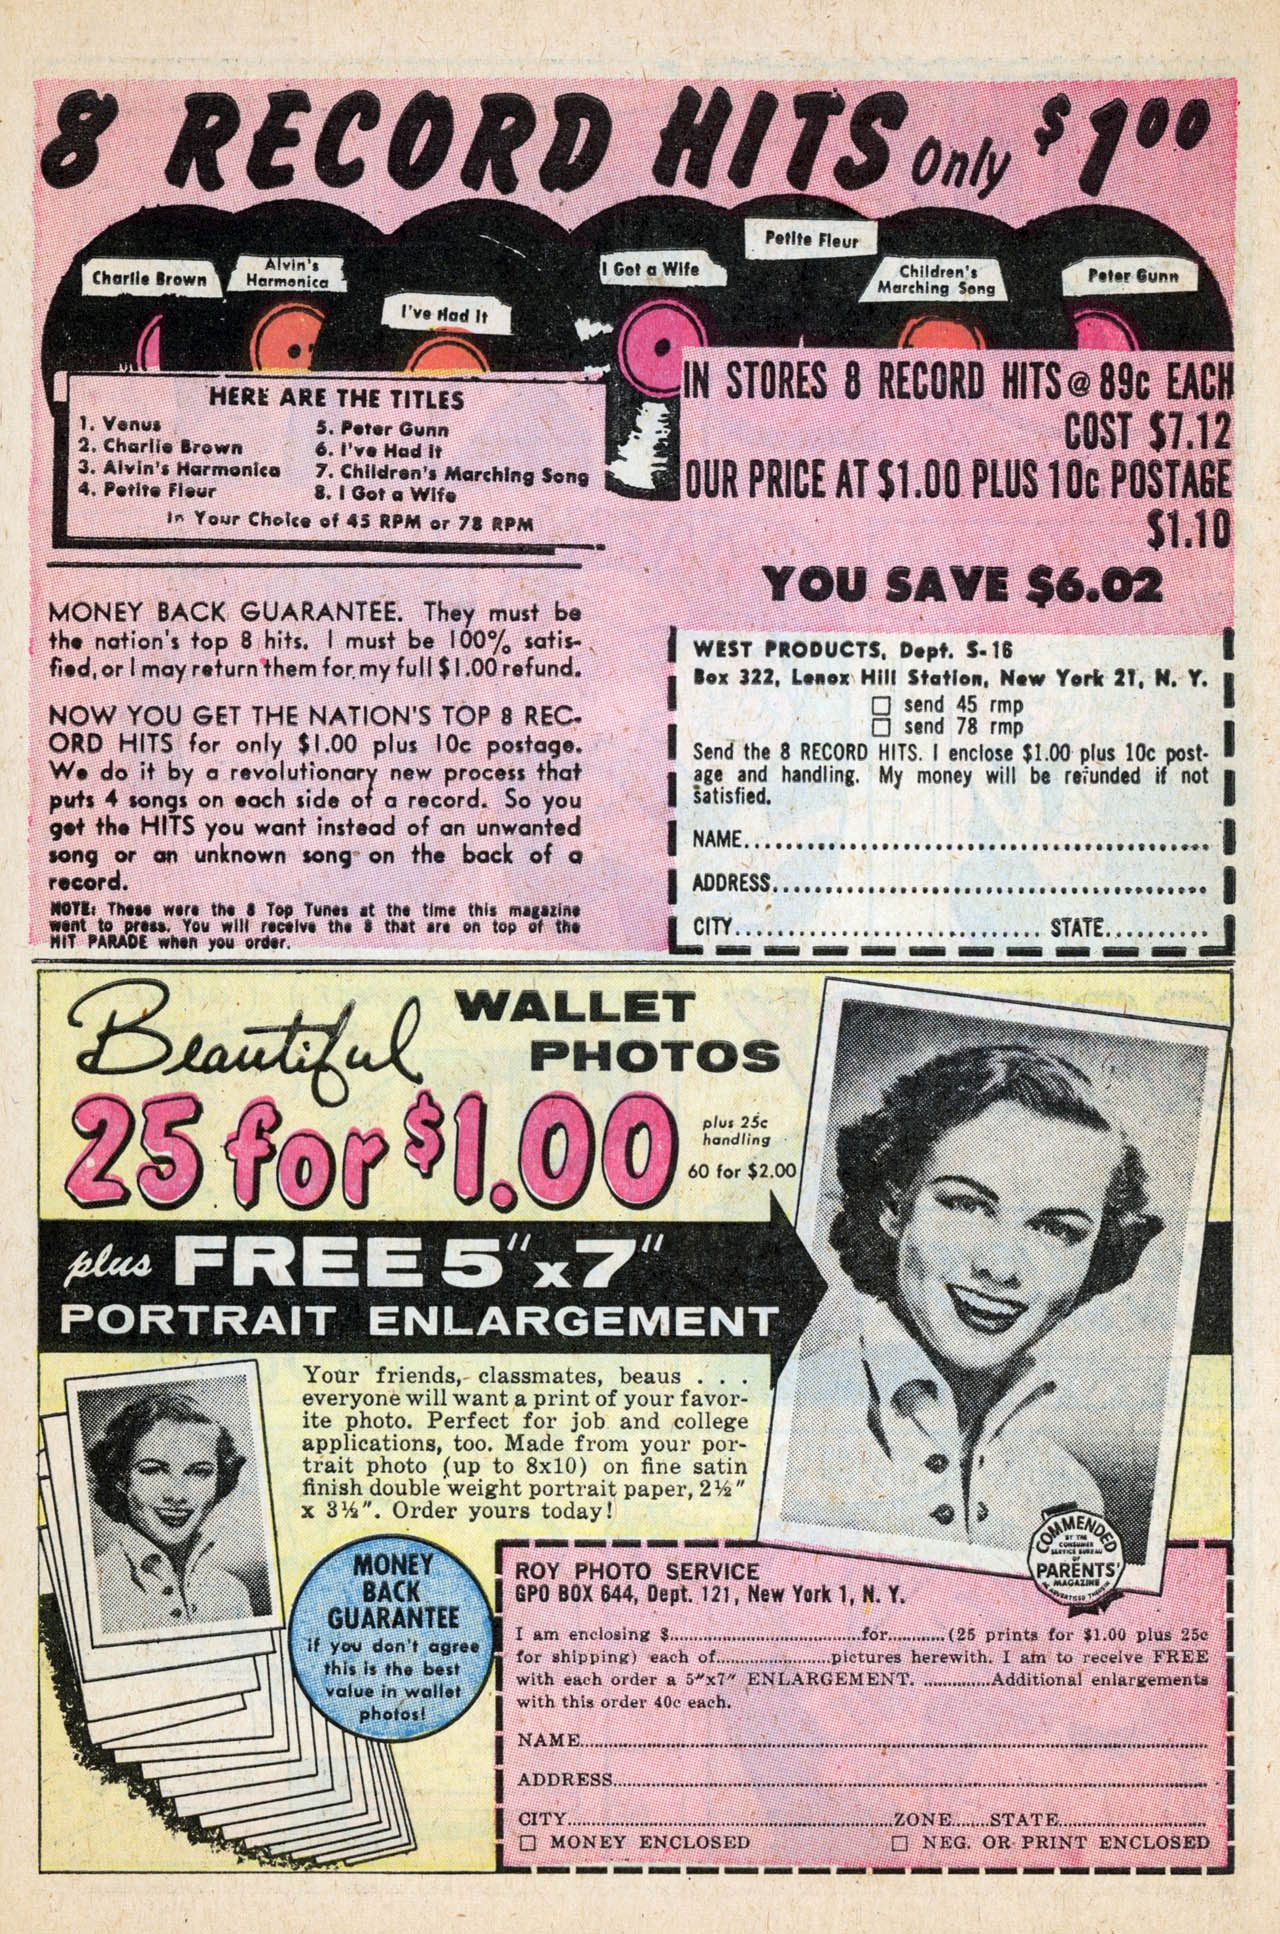 8 RECORD HITS Only $1.00
Charlie Brown
Alvin's
Harmonica
I've Had It
I Got a Wife
Petite Fleur
Children's
Marching Song
Peter Gunn
HERE ARE THE TITLES
1. Venus
2. Charlie Brown
3. Alvin's Harmonica
4. Petite Fleur
5. Peter Gunn
6. I've Had It
7. Children's Marching Song
8. I Got a Wife
In Your Choice of 45 RPM or 78 RPM
IN STORES 8 RECORD HITS @ 89c EACH
COST $7.12
OUR PRICE AT $1.00 PLUS 10c POSTAGE
$1.10
YOU SAVE $6.02
MONEY BACK GUARANTEE. They must be
the nation's top 8 hits. I must be 100% satis-
fied, or I may return them for my full $1.00 refund.
NOW YOU GET THE NATION'S TOP 8 REC-
ORD HITS for only $1.00 plus 10c postage.
We do it by a revolutionary new process that
puts 4 songs on each side of a record. So you
get the HITS you want instead of an unwanted
song or an unknown song on the back of a
record.
NOTE: These were the 8 Top Tunes at the time this magazine
went to press. You will receive the 8 that are on top of the
HIT PARADE when you order.
WEST PRODUCTS, Dept. S-16
Box 322, Lenox Hill Station, New York 21, N. Y.
☐ send 45 rmp
☐ send 78 rmp
Send the 8 RECORD HITS. I enclose $1.00 plus 10c post-
age and handling. My money will be refunded if not
satisfied.
NAME
ADDRESS
CITY STATE
Beautiful WALLET
PHOTOS
25 for $1.00
plus 25c
handling
60 for $2.00
plus FREE 5" x 7"
PORTRAIT ENLARGEMENT
Your friends, classmates, beaus . . .
everyone will want a print of your favor-
ite photo. Perfect for job and college
applications, too. Made from your por-
trait photo (up to 8x10) on fine satin
finish double weight portrait paper, 2½"
x 3½". Order yours today!
MONEY
BACK
GUARANTEE
if you don't agree
this is the best
value in wallet
photos!
COMMENDED
BY THE
CONSUMER
SERVICE BUREAU
OF
PARENTS'
MAGAZINE
AS ADVERTISED THEREIN
ROY PHOTO SERVICE
GPO BOX 644, Dept. 121, New York 1, N. Y.
I am enclosing $ for (25 prints for $1.00 plus 25c
for shipping) each of pictures herewith. I am to receive FREE
with each order a 5"x7" ENLARGEMENT. Additional enlargements
with this order 40c each.
NAME
ADDRESS
CITY ZONE STATE
☐ MONEY ENCLOSED ☐ NEG. OR PRINT ENCLOSED